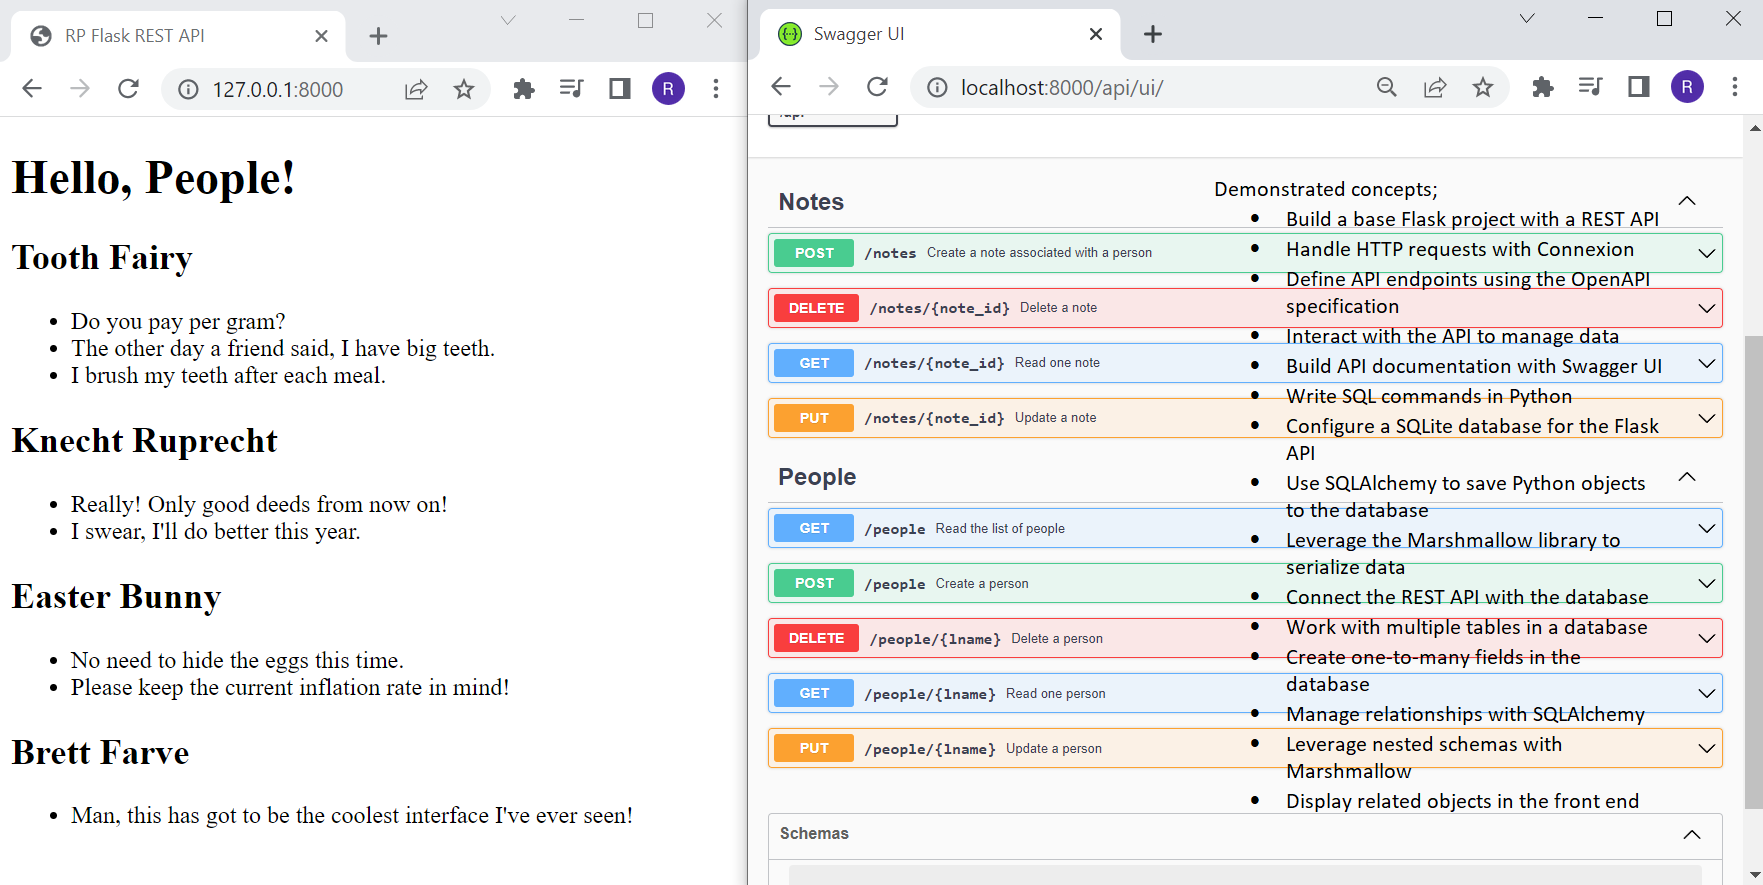 RP Flask REST API
127.0.0.1:8000
R
Hello, People!
Tooth Fairy
• Do you pay per gram?
• The other day a friend said, I have big teeth.
• I brush my teeth after each meal.
Knecht Ruprecht
• Really! Only good deeds from now on!
• I swear, I'll do better this year.
Easter Bunny
• No need to hide the eggs this time.
• Please keep the current inflation rate in mind!
Brett Farve
• Man, this has got to be the coolest interface I've ever seen!
Swagger UI
localhost:8000/api/ui/
R
Notes
POST /notes Create a note associated with a person
DELETE /notes/{note_id} Delete a note
GET /notes/{note_id} Read one note
PUT /notes/{note_id} Update a note
People
GET /people Read the list of people
POST /people Create a person
DELETE /people/{lname} Delete a person
GET /people/{lname} Read one person
PUT /people/{lname} Update a person
Schemas
Demonstrated concepts;
• Build a base Flask project with a REST API
• Handle HTTP requests with Connexion
• Define API endpoints using the OpenAPI
specification
• Interact with the API to manage data
• Build API documentation with Swagger UI
• Write SQL commands in Python
• Configure a SQLite database for the Flask
API
• Use SQLAlchemy to save Python objects
to the database
• Leverage the Marshmallow library to
serialize data
• Connect the REST API with the database
• Work with multiple tables in a database
• Create one-to-many fields in the
database
• Manage relationships with SQLAlchemy
• Leverage nested schemas with
Marshmallow
• Display related objects in the front end